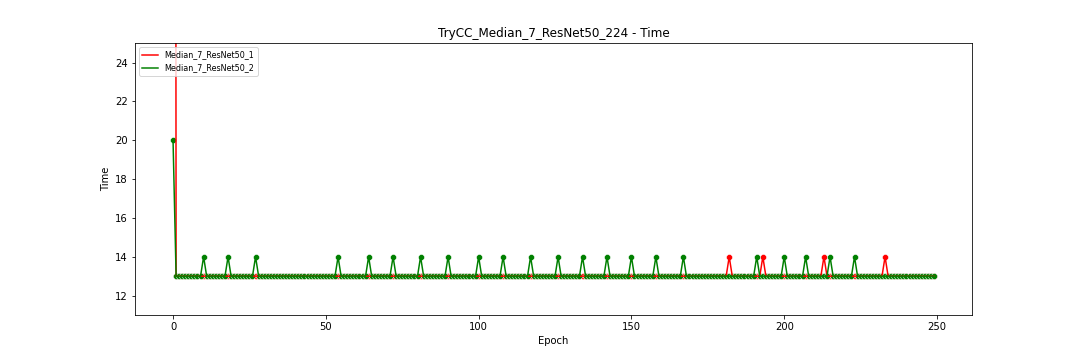 TryCC_Median_7_ResNet50_224 - Time
Median_7_ResNet50_1
Median_7_ResNet50_2
Time
24
22
20
18
16
14
12
0 50 100 150 200 250
Epoch